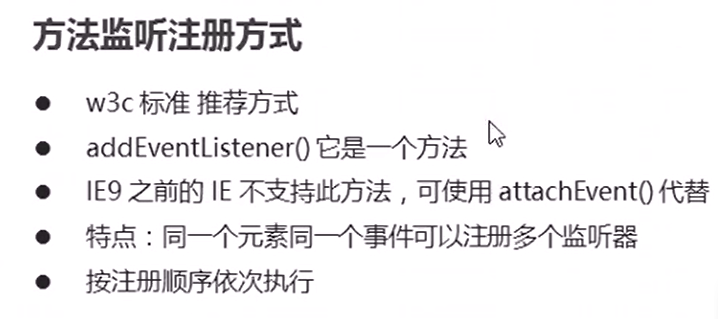 方法监听注册方式
● w3c 标准 推荐方式
● addEventListener() 它是一个方法
● IE9 之前的 IE 不支持此方法，可使用 attachEvent() 代替
● 特点：同一个元素同一个事件可以注册多个监听器
● 按注册顺序依次执行